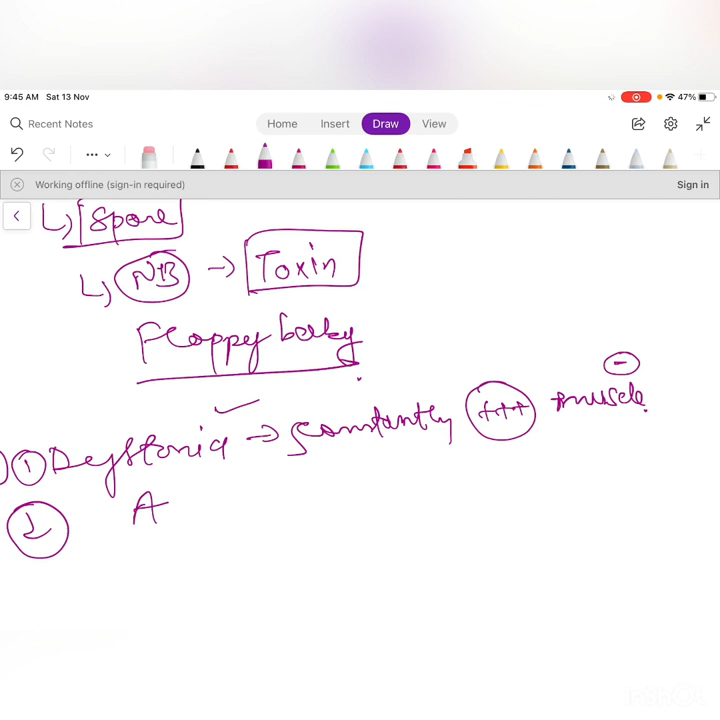 9:45 AM Sat 13 Nov 47%
Recent Notes Home Insert Draw View
Working offline (sign-in required) Sign in
Spore
NB → Toxin
Floppy baby
① Dystonia → constantly +++ muscle
②
A
InShot